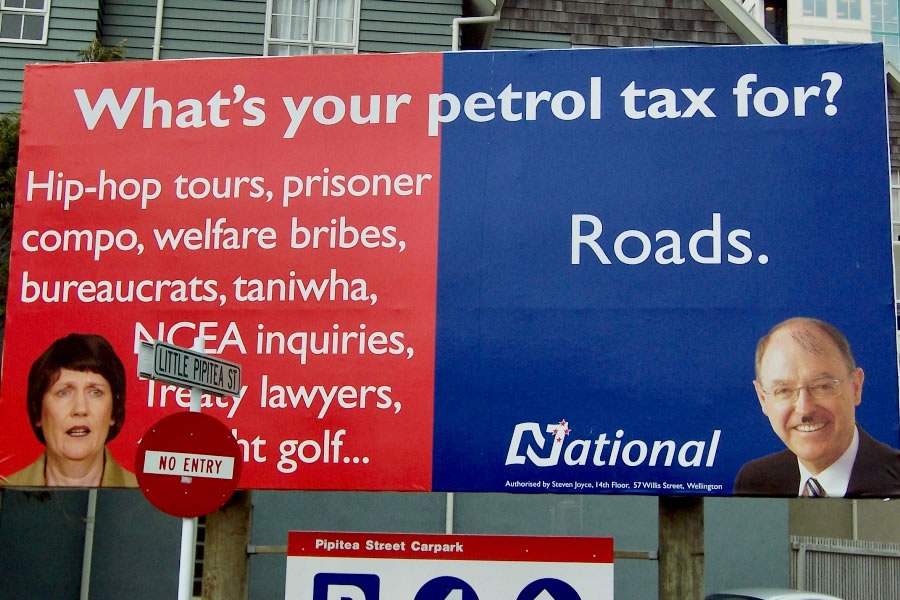 What's your petrol tax for?
Hip-hop tours, prisoner
compo, welfare bribes,
bureaucrats, taniwha,
NCEA inquiries,
Treaty lawyers,
golf...
Roads.
National
Authorised by Steven Joyce, 14th Floor, 57 Willis Street, Wellington
LITTLE PIPITEA ST
NO ENTRY
Pipitea Street Carpark
P